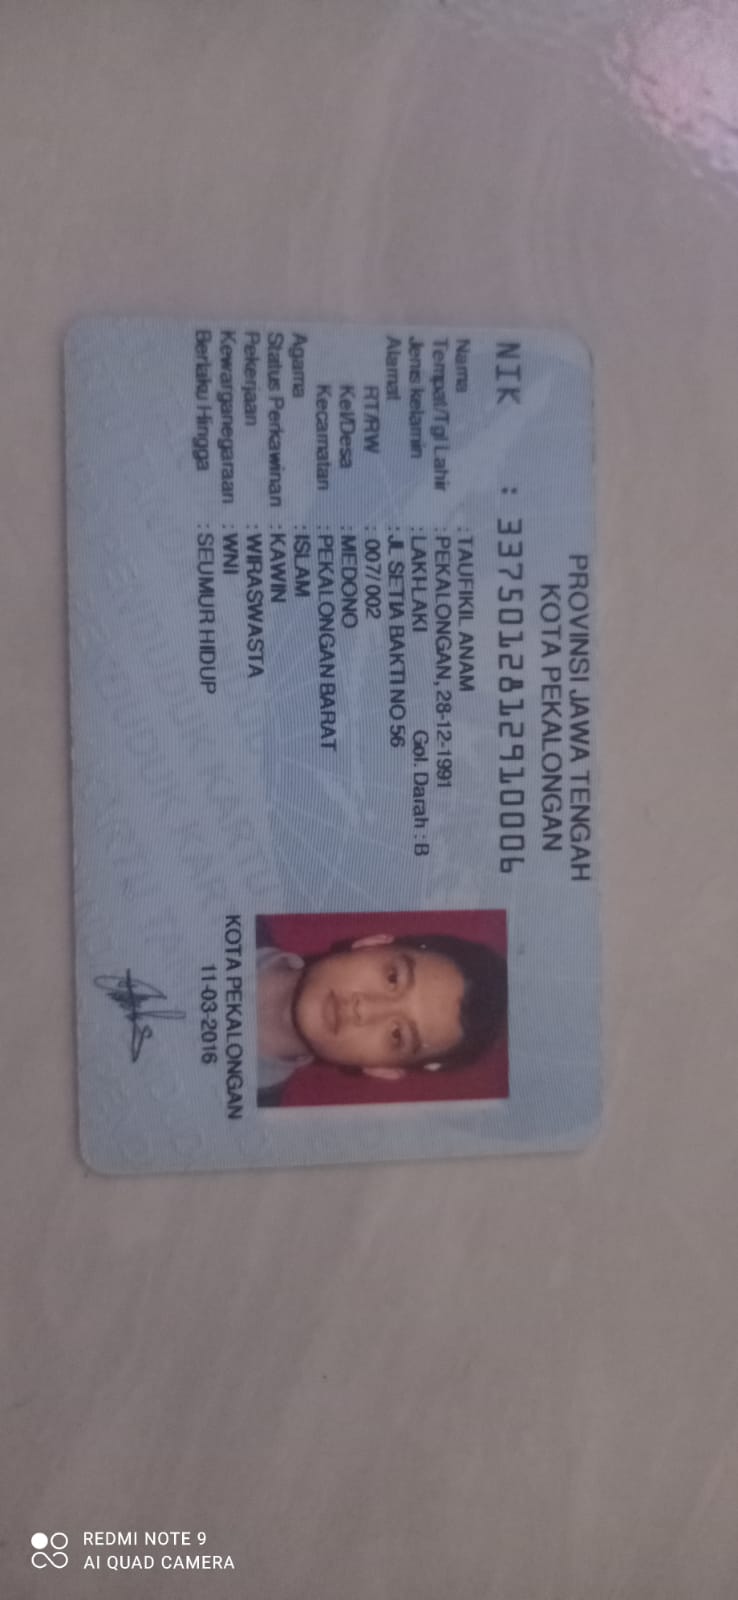 PROVINSI JAWA TENGAH
KOTA PEKALONGAN
NIK : 3375012812910006
Nama : TAUFIKIL ANAM
Tempat/Tgl Lahir : PEKALONGAN, 28-12-1991
Jenis kelamin : LAKI-LAKI Gol. Darah : B
Alamat : JL. SETIA BAKTI NO 56
RT/RW : 007/002
Kel/Desa : MEDONO
Kecamatan : PEKALONGAN BARAT
Agama : ISLAM
Status Perkawinan : KAWIN
Pekerjaan : WIRASWASTA
Kewarganegaraan : WNI
Berlaku Hingga : SEUMUR HIDUP
KOTA PEKALONGAN
11-03-2016
REDMI NOTE 9
AI QUAD CAMERA